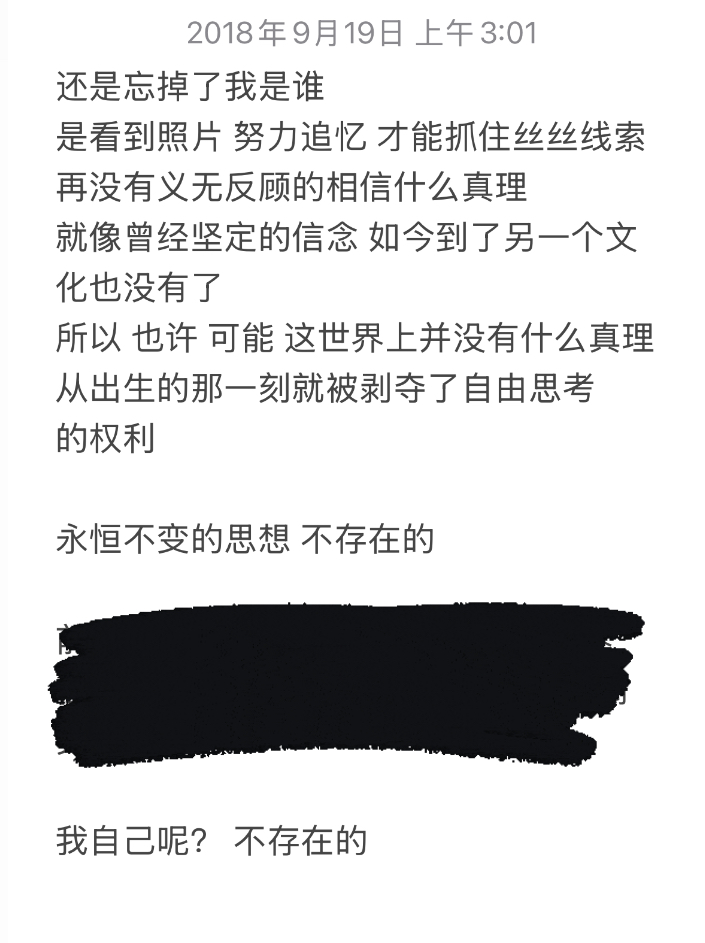 2018年9月19日 上午3:01
还是忘掉了我是谁
是看到照片 努力追忆 才能抓住丝丝线索
再没有义无反顾的相信什么真理
就像曾经坚定的信念 如今到了另一个文
化也没有了
所以 也许 可能 这世界上并没有什么真理
从出生的那一刻就被剥夺了自由思考
的权利
永恒不变的思想 不存在的
我自己呢？ 不存在的